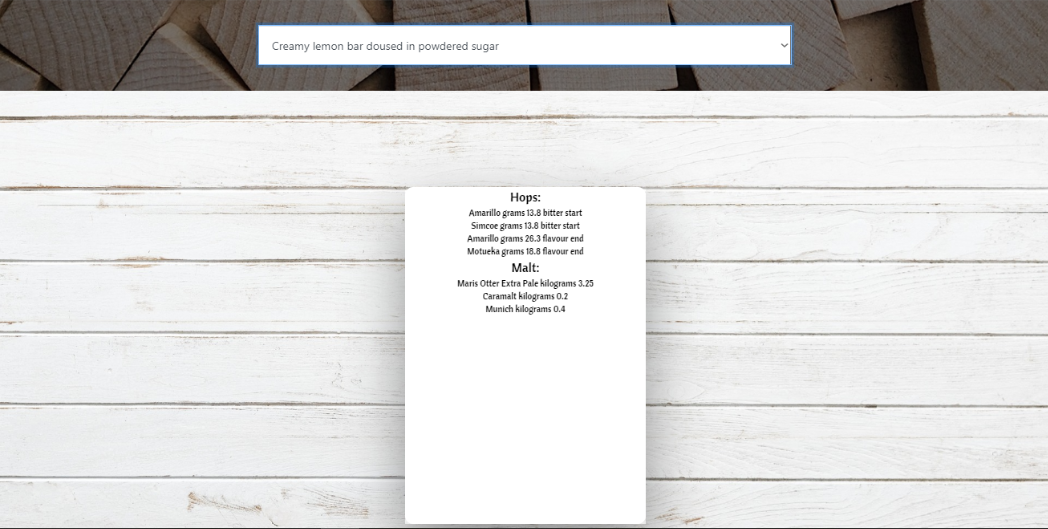 Creamy lemon bar doused in powdered sugar
Hops:
Amarillo grams 13.8 bitter start
Simcoe grams 13.8 bitter start
Amarillo grams 26.3 flavour end
Motueka grams 18.8 flavour end
Malt:
Maris Otter Extra Pale kilograms 3.25
Caramalt kilograms 0.2
Munich kilograms 0.4